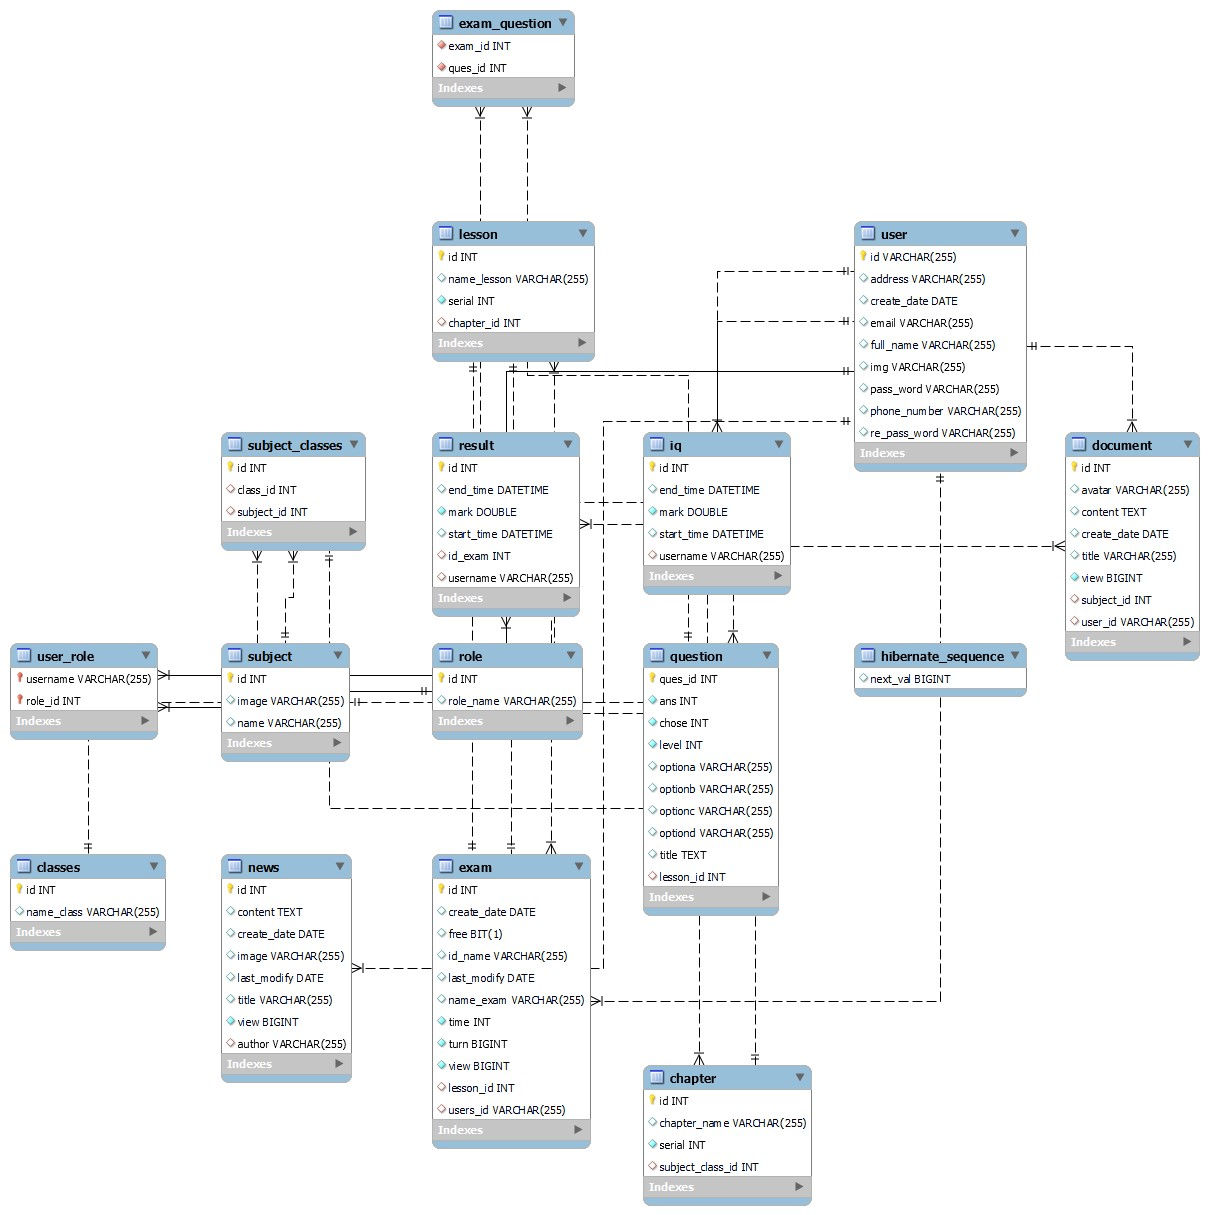 exam_question
exam_id INT
ques_id INT
Indexes
lesson
id INT
name_lesson VARCHAR(255)
serial INT
chapter_id INT
Indexes
user
id VARCHAR(255)
address VARCHAR(255)
create_date DATE
email VARCHAR(255)
full_name VARCHAR(255)
img VARCHAR(255)
pass_word VARCHAR(255)
phone_number VARCHAR(255)
re_pass_word VARCHAR(255)
Indexes
subject_classes
id INT
class_id INT
subject_id INT
Indexes
result
id INT
end_time DATETIME
mark DOUBLE
start_time DATETIME
id_exam INT
username VARCHAR(255)
Indexes
iq
id INT
end_time DATETIME
mark DOUBLE
start_time DATETIME
username VARCHAR(255)
Indexes
document
id INT
avatar VARCHAR(255)
content TEXT
create_date DATE
title VARCHAR(255)
view BIGINT
subject_id INT
user_id VARCHAR(255)
Indexes
user_role
username VARCHAR(255)
role_id INT
Indexes
subject
id INT
image VARCHAR(255)
name VARCHAR(255)
Indexes
role
id INT
role_name VARCHAR(255)
Indexes
question
ques_id INT
ans INT
chose INT
level INT
optiona VARCHAR(255)
optionb VARCHAR(255)
optionc VARCHAR(255)
optiond VARCHAR(255)
title TEXT
lesson_id INT
Indexes
hibernate_sequence
next_val BIGINT
Indexes
classes
id INT
name_class VARCHAR(255)
Indexes
news
id INT
content TEXT
create_date DATE
image VARCHAR(255)
last_modify DATE
title VARCHAR(255)
view BIGINT
author VARCHAR(255)
Indexes
exam
id INT
create_date DATE
free BIT(1)
id_name VARCHAR(255)
last_modify DATE
name_exam VARCHAR(255)
time INT
turn BIGINT
view BIGINT
lesson_id INT
users_id VARCHAR(255)
Indexes
chapter
id INT
chapter_name VARCHAR(255)
serial INT
subject_class_id INT
Indexes